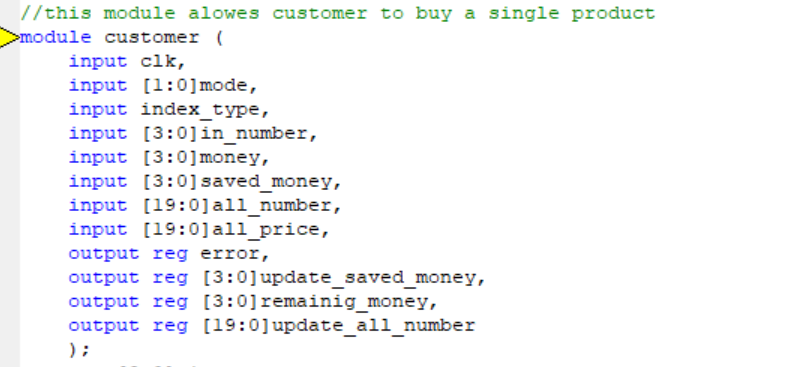 //this module alowes customer to buy a single product
module customer (
input clk,
input [1:0]mode,
input index_type,
input [3:0]in_number,
input [3:0]money,
input [3:0]saved_money,
input [19:0]all_number,
input [19:0]all_price,
output reg error,
output reg [3:0]update_saved_money,
output reg [3:0]remainig_money,
output reg [19:0]update_all_number
);